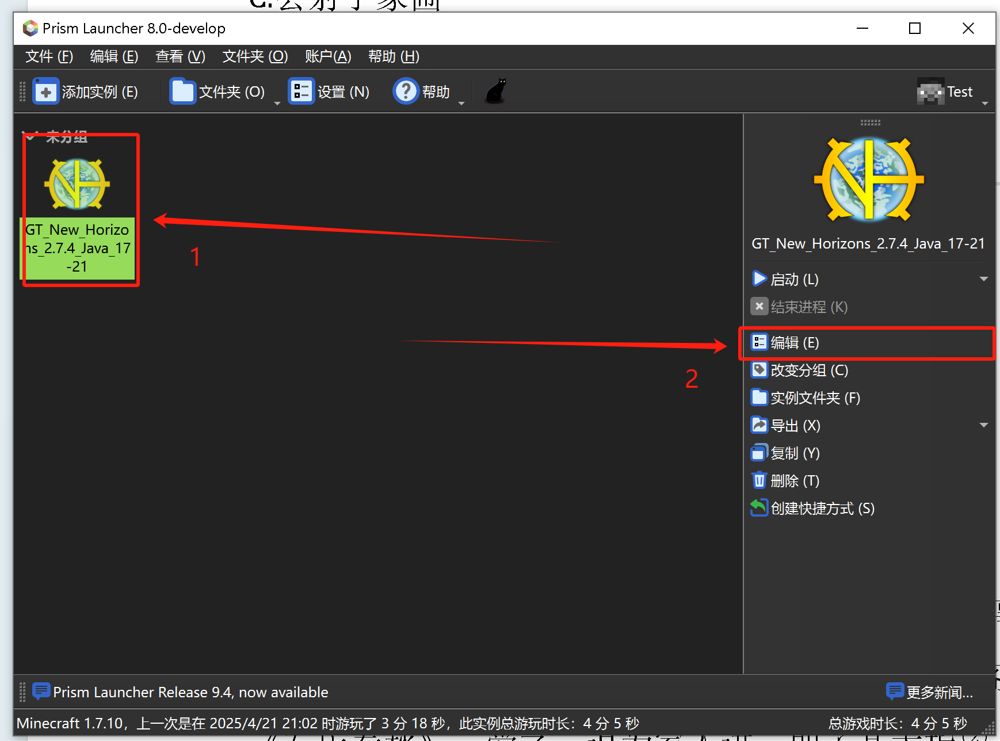 Prism Launcher 8.0-develop
文件 (F) 编辑 (E) 查看 (V) 文件夹 (O) 账户(A) 帮助 (H)
添加实例 (E) 文件夹 (O) 设置 (N) 帮助 Test
未分组
GT_New_Horizo
ns_2.7.4_Java_17
-21
1
2
GT_New_Horizons_2.7.4_Java_17-21
启动 (L)
结束进程 (K)
编辑 (E)
改变分组 (C)
实例文件夹 (F)
导出 (X)
复制 (Y)
删除 (T)
创建快捷方式 (S)
Prism Launcher Release 9.4, now available
更多新闻...
Minecraft 1.7.10，上一次是在 2025/4/21 21:02 时游玩了 3 分 18 秒，此实例总游玩时长：4 分 5 秒
总游戏时长：4 分 5 秒